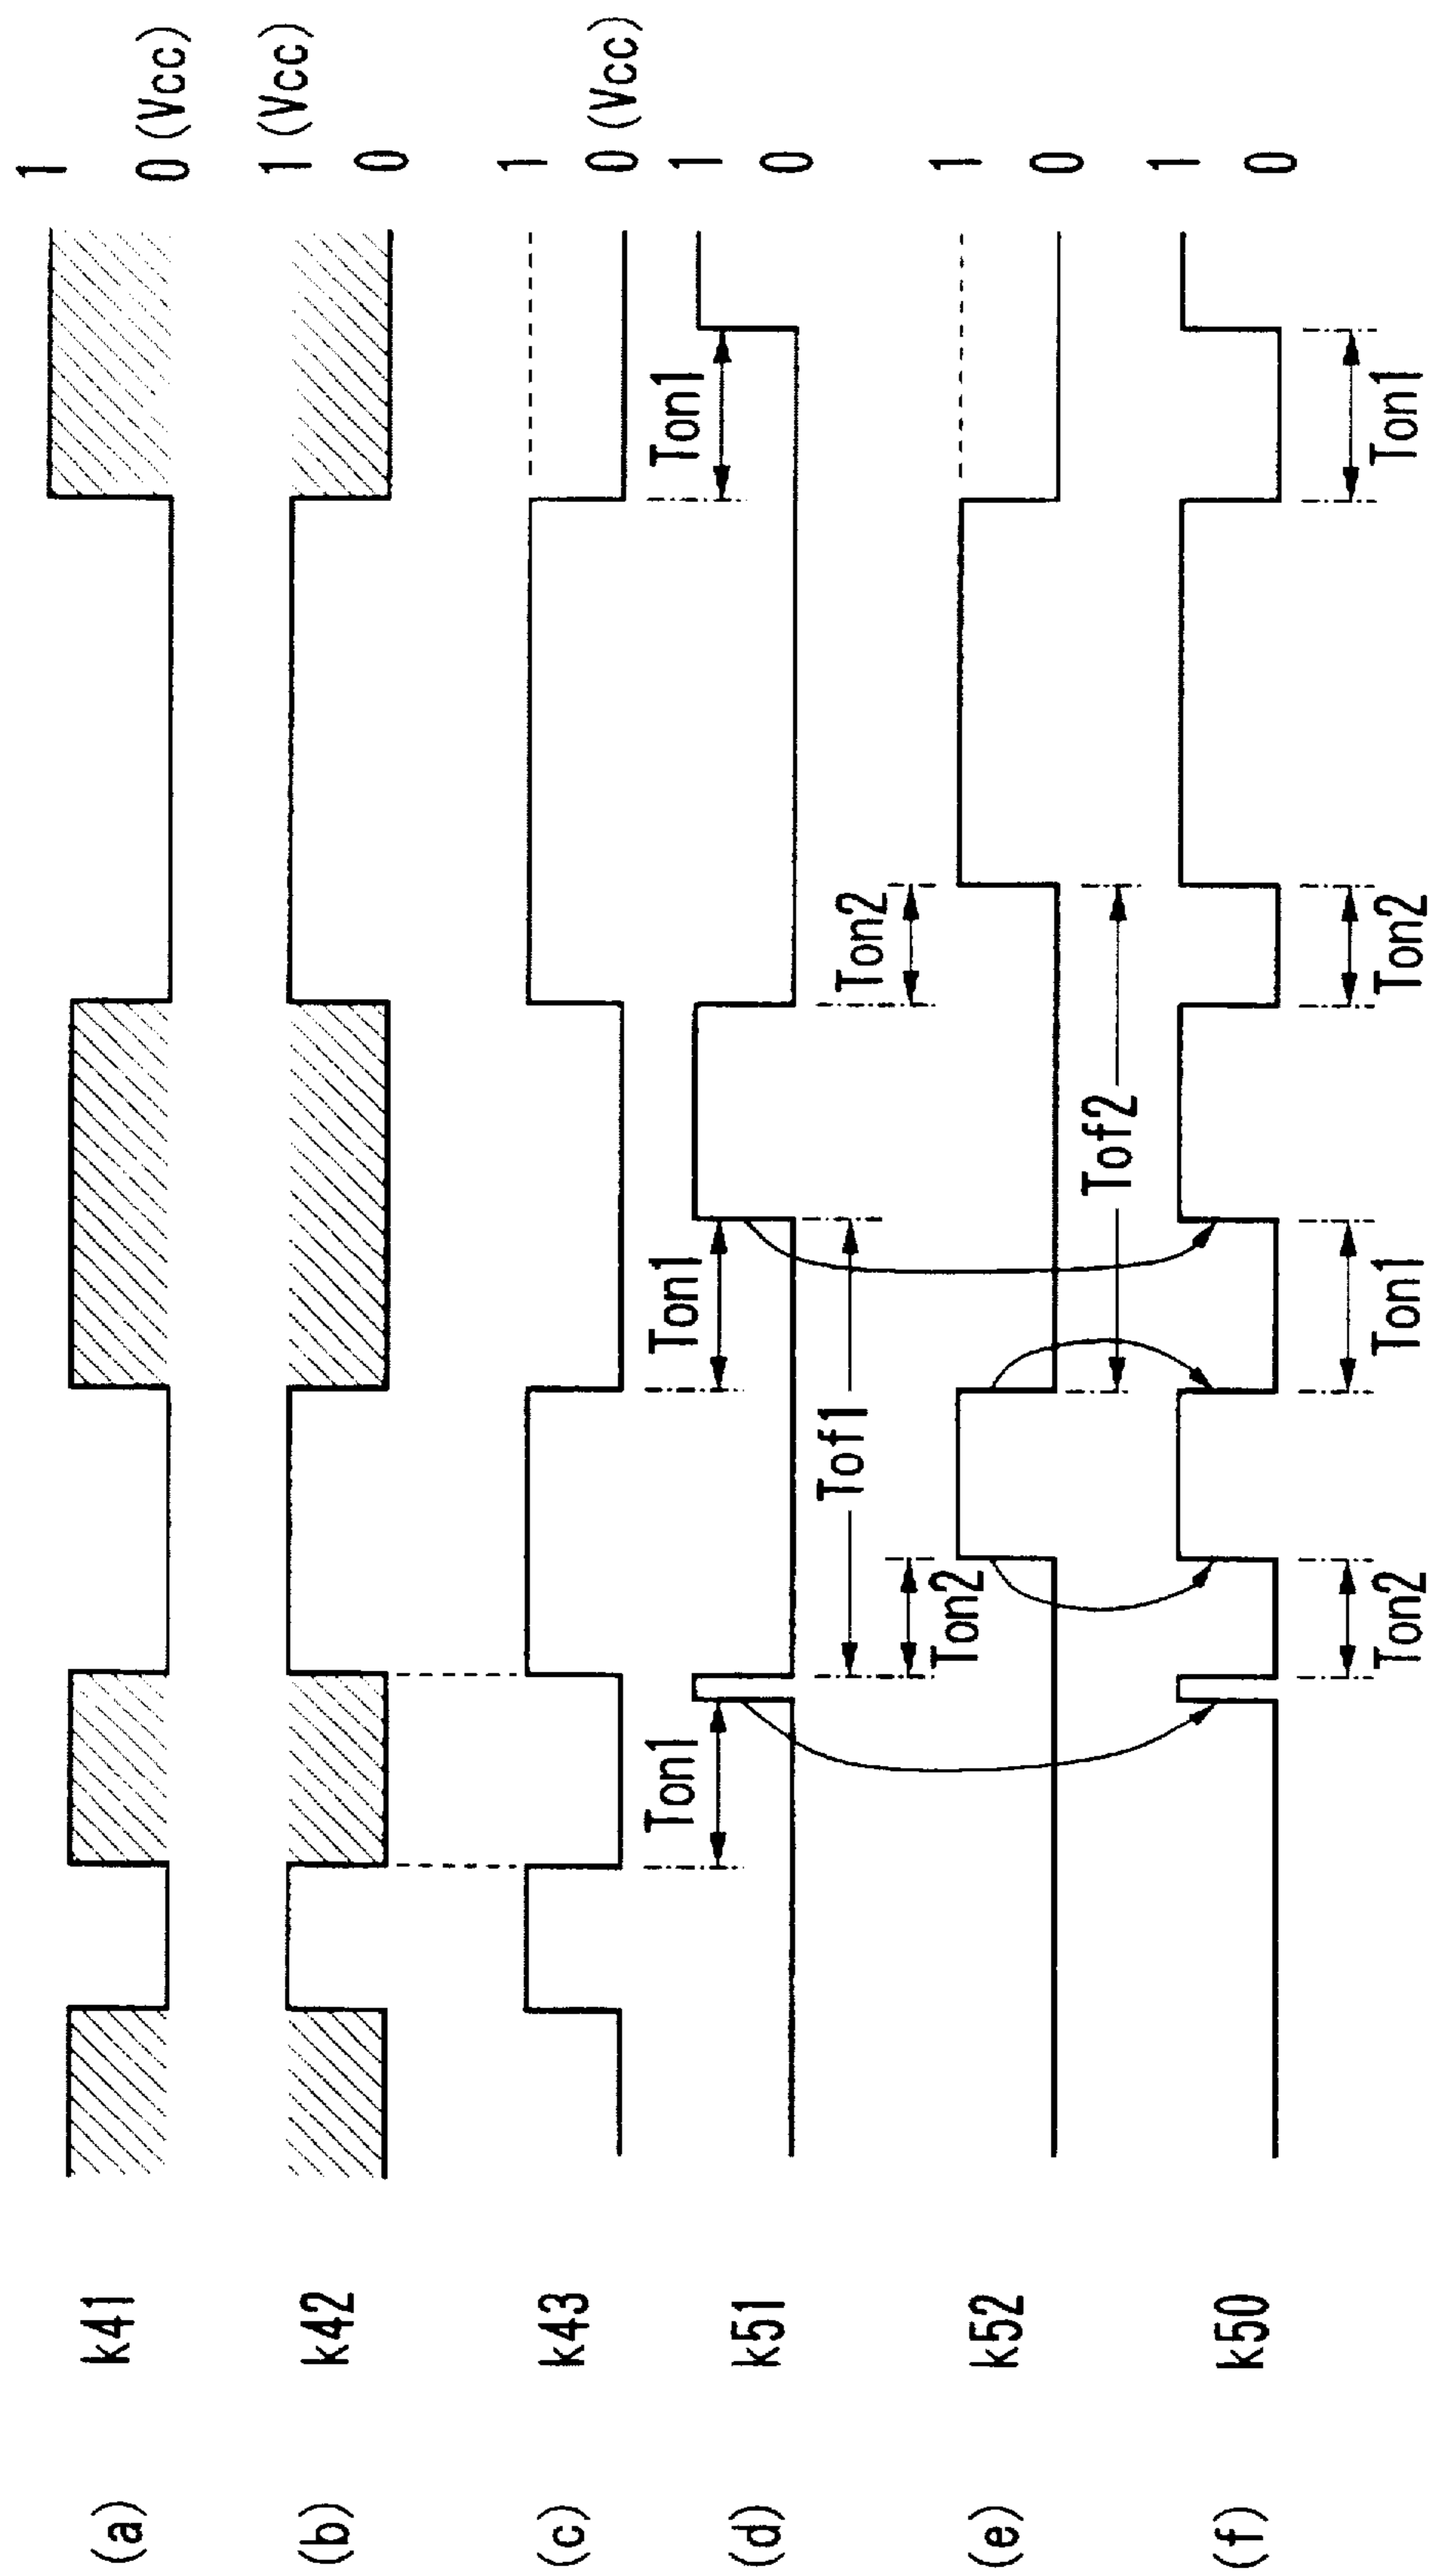 (a) k41 1 0 (Vcc)
(b) k42 1 (Vcc) 0
(c) k43 1 0 (Vcc)
Ton1 Ton1 Ton1
(d) k51 1 0
Tof1
Ton2 Ton2
(e) k52 1 0
Tof2
(f) k50 1 0
Ton2 Ton1 Ton2 Ton1